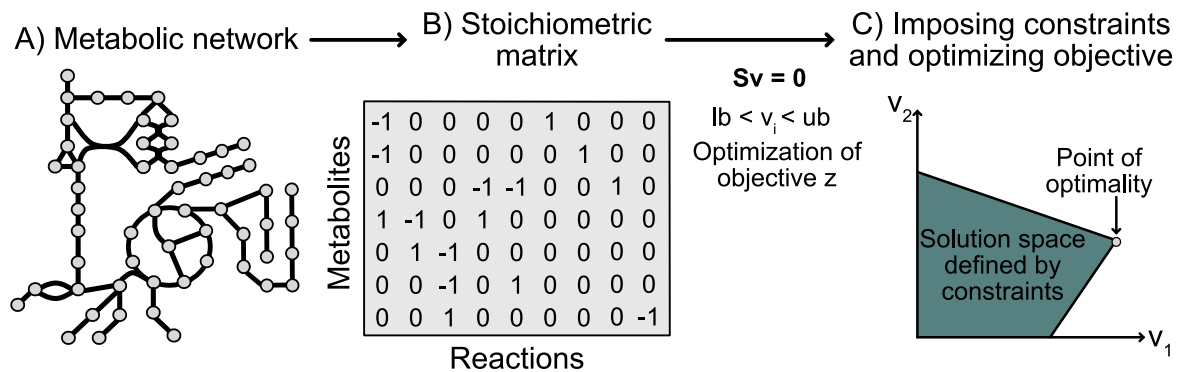 A) Metabolic network
B) Stoichiometric
matrix
Metabolites
-1 0 0 0 0 1 0 0 0
-1 0 0 0 0 0 1 0 0
0 0 0 -1 -1 0 0 1 0
1 -1 0 1 0 0 0 0 0
0 1 -1 0 0 0 0 0 0
0 0 -1 0 1 0 0 0 0
0 0 1 0 0 0 0 0 -1
Reactions
Sv = 0
lb < vᵢ < ub
Optimization of
objective z
C) Imposing constraints
and optimizing objective
v₂
Point of
optimality
Solution space
defined by
constraints
v₁